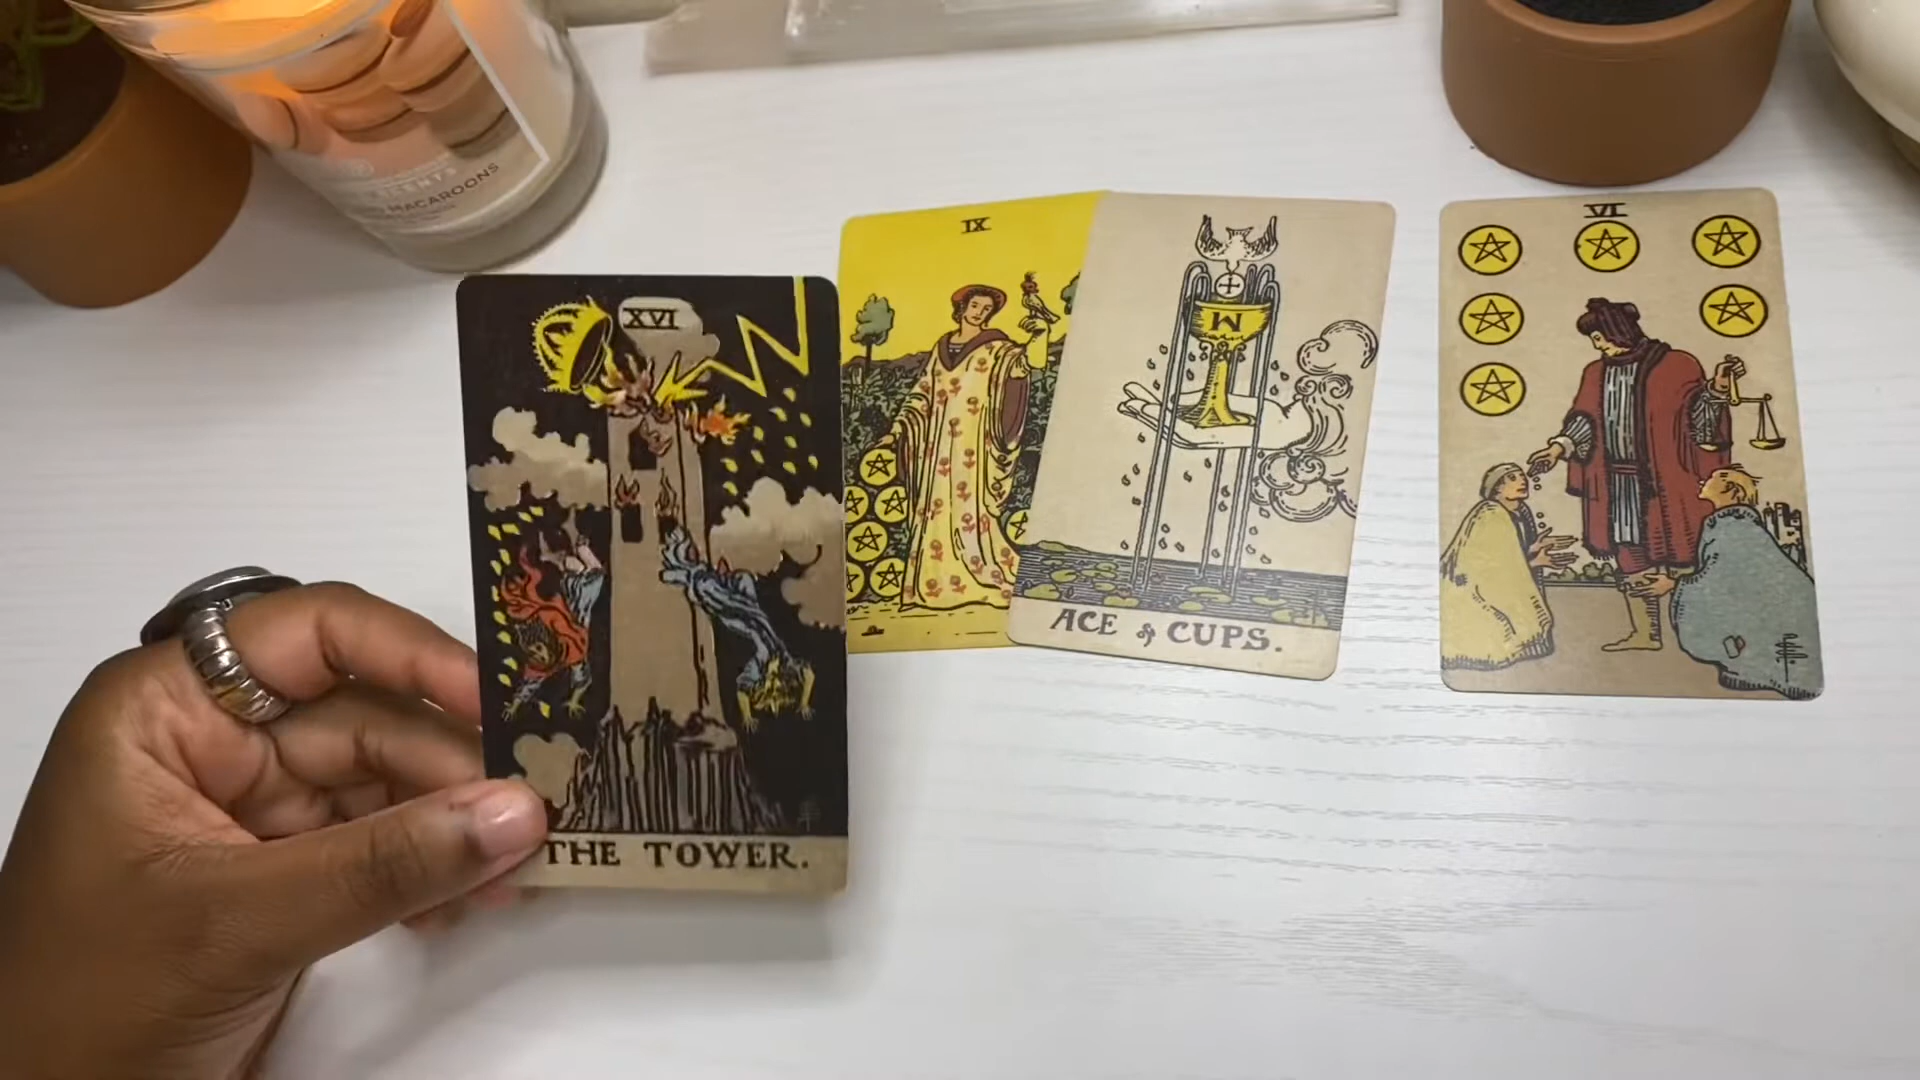 MACAROONS
XVI
THE TOWER.
IX
M
ACE of CUPS.
VI